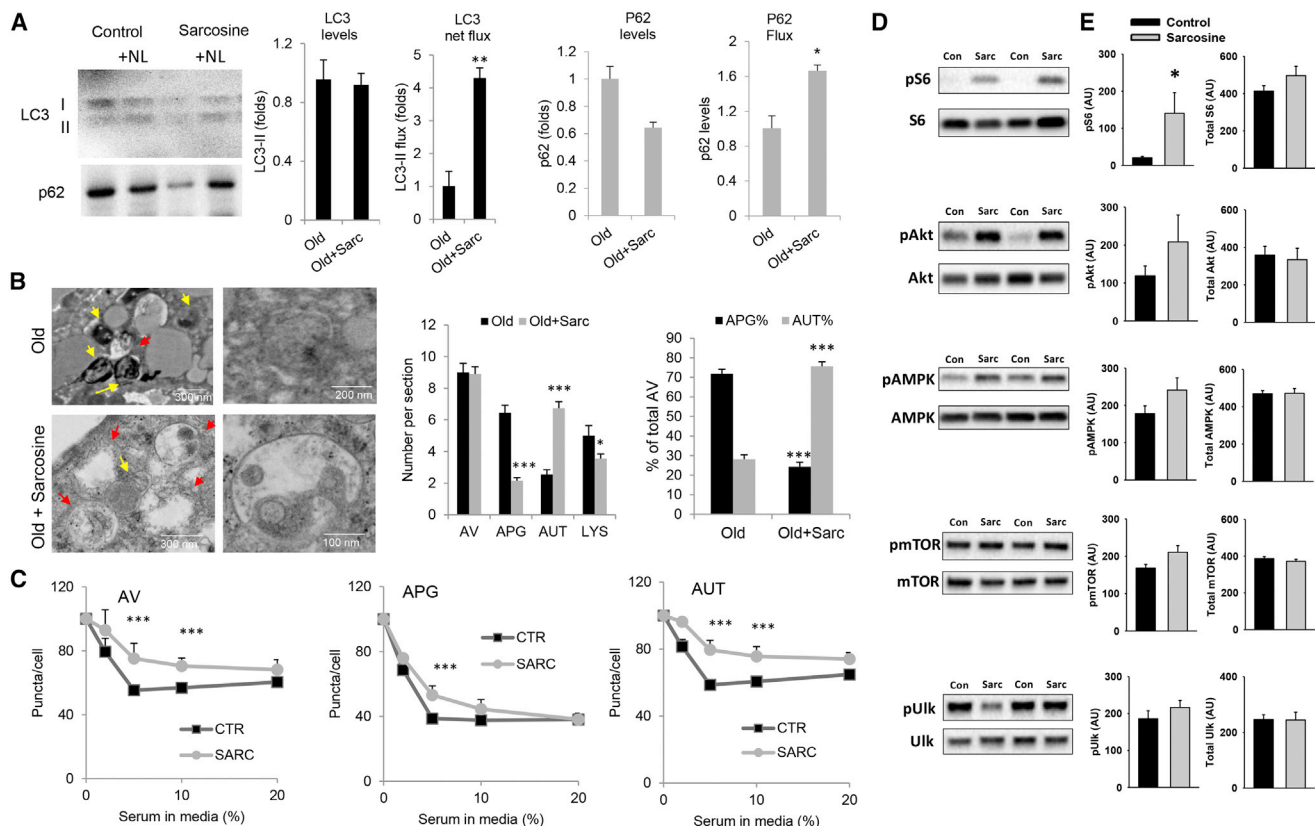 A
Control
Sarcosine
+NL
+NL
LC3
I
II
p62
LC3
levels
LC3-II (folds)
1.2
0.8
0.4
0
Old
Old+Sarc
LC3
net flux
LC3-II flux (folds)
5
4
3
2
1
0
**
Old
Old+Sarc
P62
levels
p62 (folds)
1.2
1
0.8
0.6
0.4
0.2
0
Old
Old+Sarc
P62
Flux
p62 levels
2
1.6
1.2
0.8
0.4
0
*
Old
Old+Sarc
B
Old
300 nm
200 nm
Old + Sarcosine
300 nm
100 nm
Old Old+Sarc
Number per section
12
10
8
6
4
2
0
***
***
*
AV APG AUT LYS
APG% AUT%
% of total AV
90
80
70
60
50
40
30
20
10
0
***
***
Old Old+Sarc
C
AV
Puncta/cell
120
80
40
0
*** ***
CTR
SARC
0 10 20
Serum in media (%)
APG
Puncta/cell
120
80
40
0
***
CTR
SARC
0 10 20
Serum in media (%)
AUT
Puncta/cell
120
80
40
0
*** ***
CTR
SARC
0 10 20
Serum in media (%)
D
Con Sarc Con Sarc
pS6
S6
Con Sarc Con Sarc
pAkt
Akt
Con Sarc Con Sarc
pAMPK
AMPK
Con Sarc Con Sarc
pmTOR
mTOR
Con Sarc Con Sarc
pUlk
Ulk
E
Control
Sarcosine
pS6 (AU)
300
200
100
0
*
Total S6 (AU)
600
400
200
0
pAkt (AU)
300
200
100
0
Total Akt (AU)
600
400
200
0
pAMPK (AU)
300
200
100
0
Total AMPK (AU)
600
400
200
0
pmTOR (AU)
300
200
100
0
Total mTOR (AU)
600
400
200
0
pUlk (AU)
300
200
100
0
Total Ulk (AU)
400
200
0